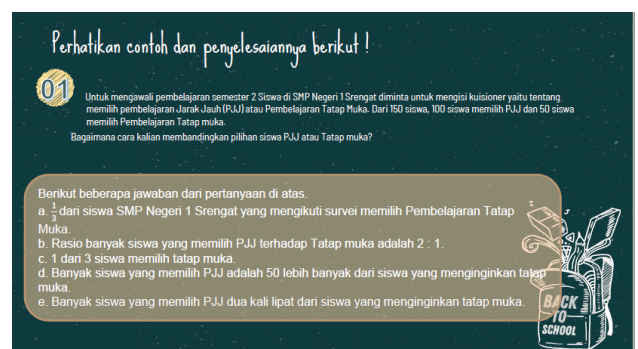 Perhatikan contoh dan penyelesaiannya berikut !
01
Untuk mengawali pembelajaran semester 2 Siswa di SMP Negeri 1 Srengat diminta untuk mengisi kuisioner yaitu tentang
memilih pembelajaran Jarak Jauh (PJJ) atau Pembelajaran Tatap Muka. Dari 150 siswa, 100 siswa memilih PJJ dan 50 siswa
memilih Pembelajaran Tatap muka.
Bagaimana cara kalian membandingkan pilihan siswa PJJ atau Tatap muka?
Berikut beberapa jawaban dari pertanyaan di atas.
a. 1/3 dari siswa SMP Negeri 1 Srengat yang mengikuti survei memilih Pembelajaran Tatap
Muka.
b. Rasio banyak siswa yang memilih PJJ terhadap Tatap muka adalah 2 : 1.
c. 1 dari 3 siswa memilih tatap muka.
d. Banyak siswa yang memilih PJJ adalah 50 lebih banyak dari siswa yang menginginkan tatap
muka.
e. Banyak siswa yang memilih PJJ dua kali lipat dari siswa yang menginginkan tatap muka.
BACK
TO
SCHOOL